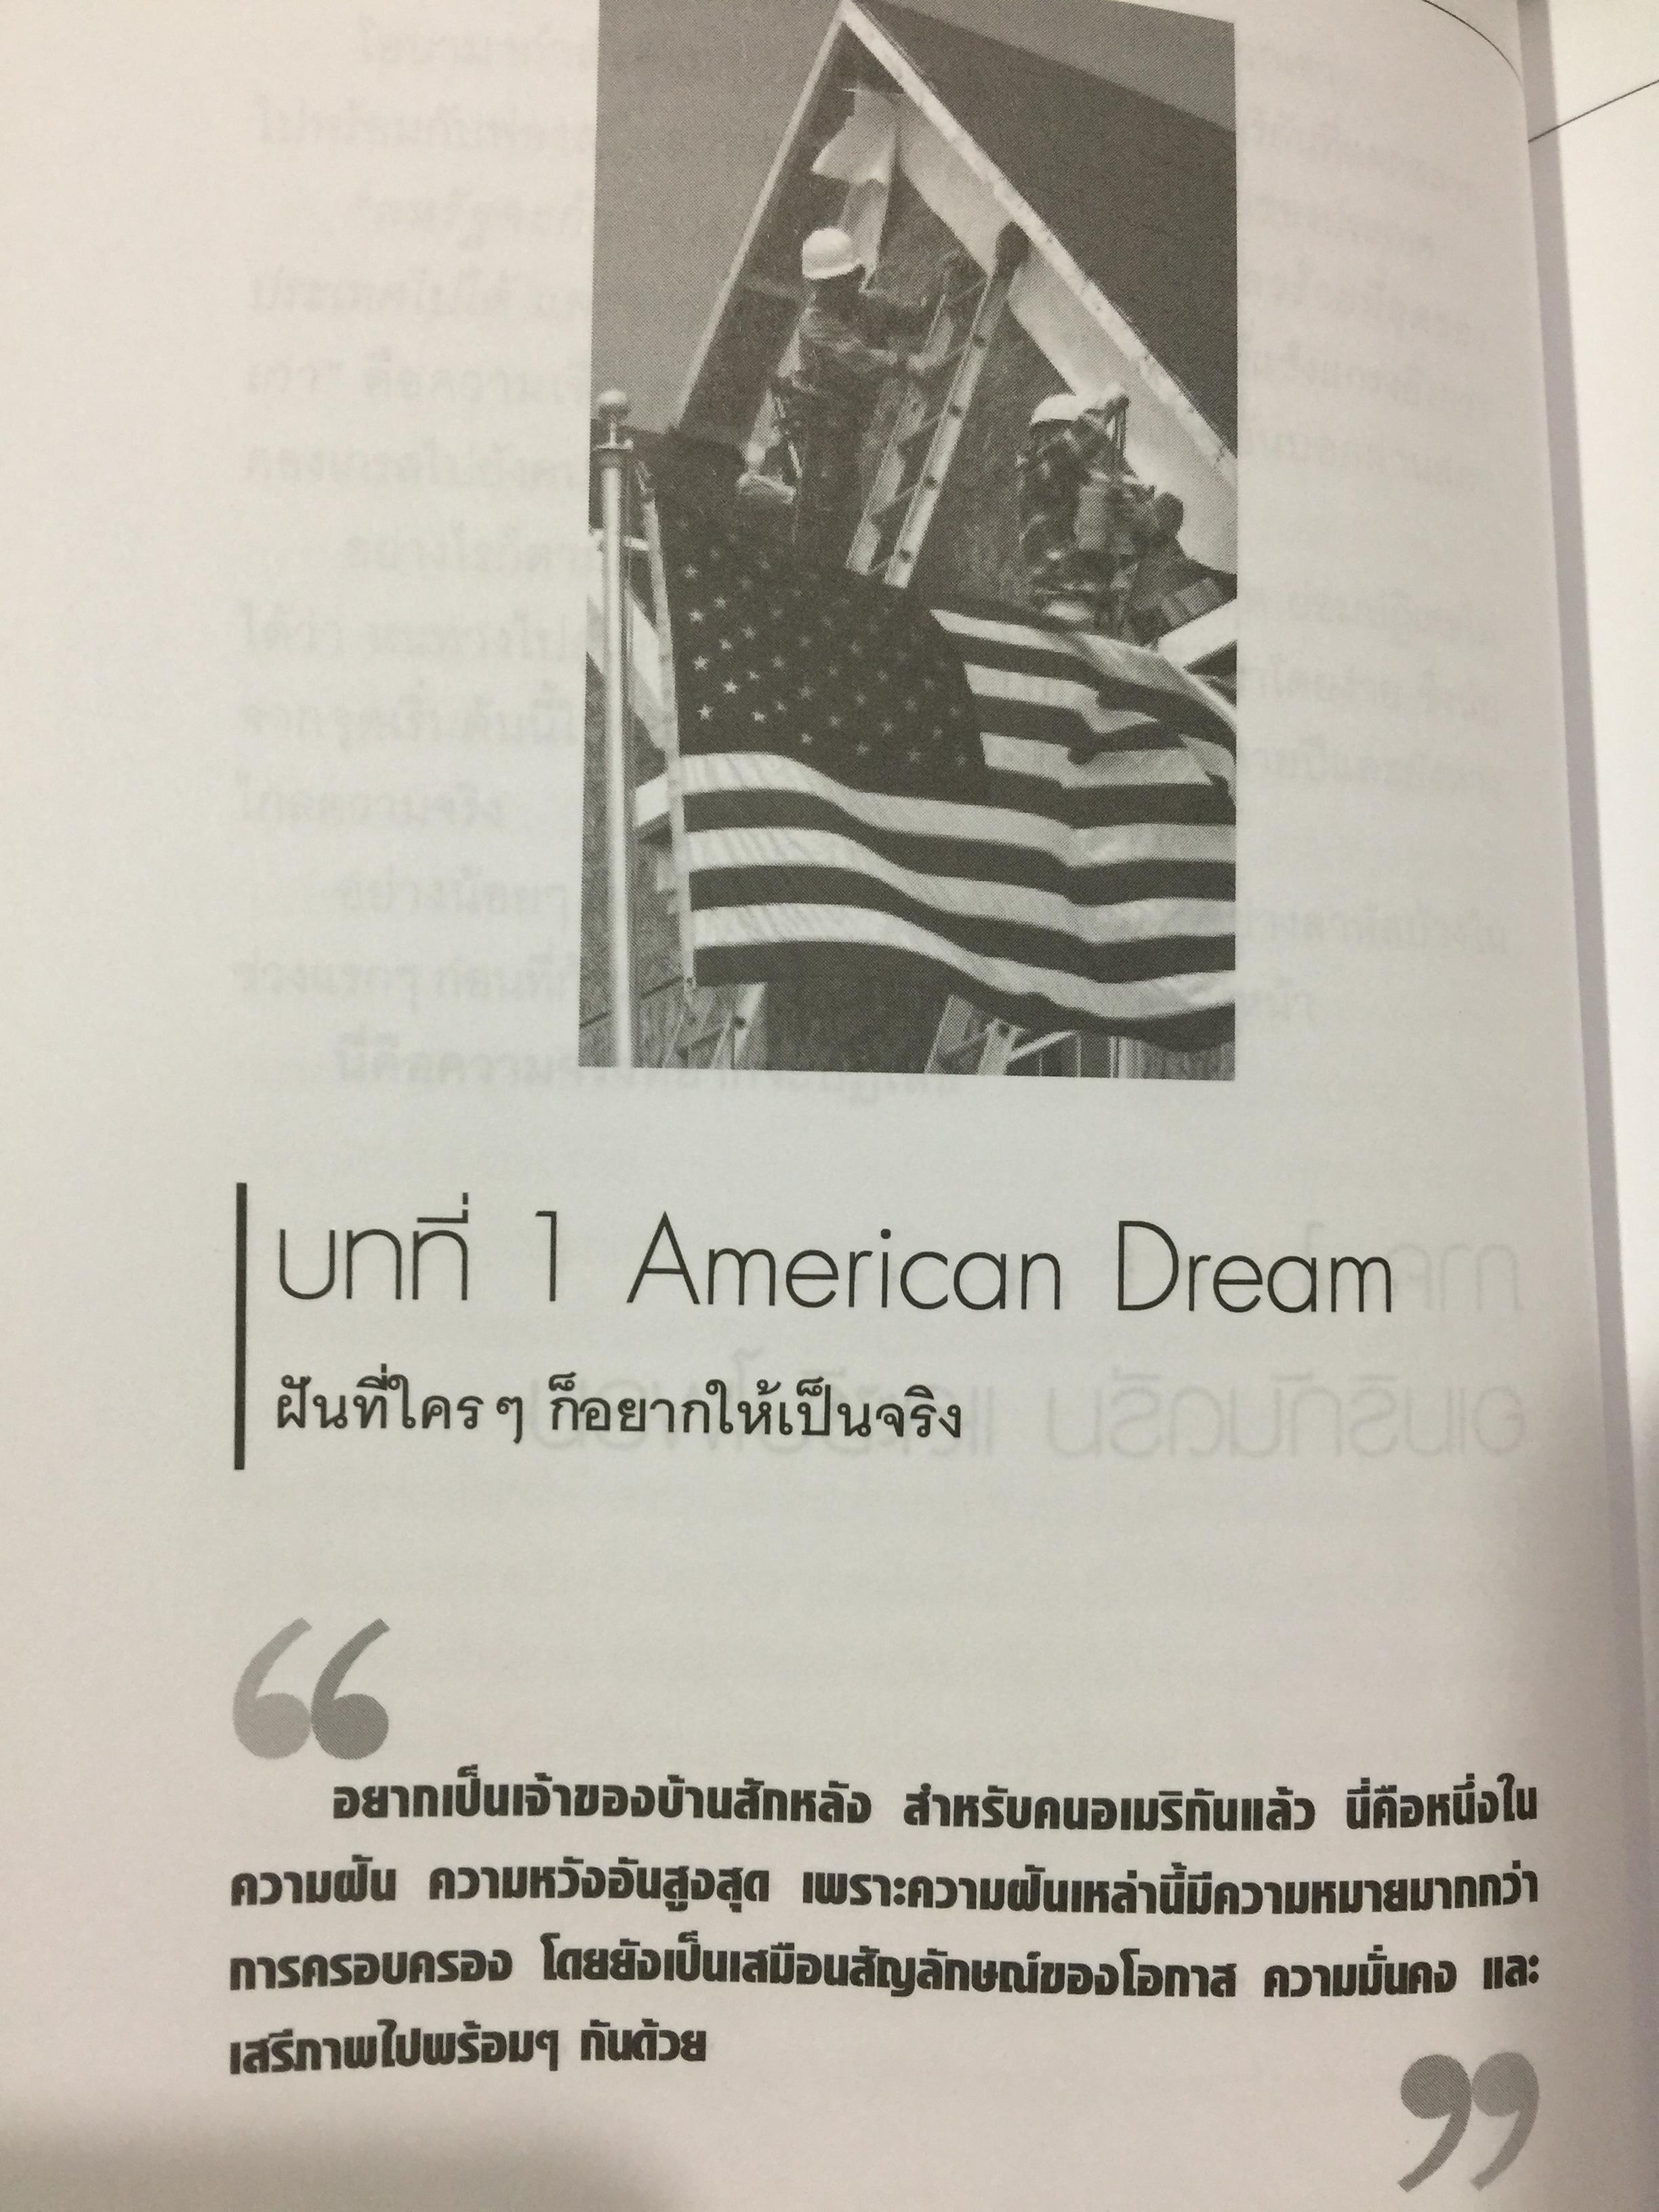 บทที่ 1 American Dream
ฝันที่ใครๆ ก็อยากให้เป็นจริง
“
อยากเป็นเจ้าของบ้านสักหลัง สำหรับคนอเมริกันแล้ว นี่คือหนึ่งใน
ความฝัน ความหวังอันสูงสุด เพราะความฝันเหล่านี้มีความหมายมากกว่า
การครอบครอง โดยยังเป็นเสมือนสัญลักษณ์ของโอกาส ความมั่นคง และ
เสรีภาพไปพร้อมๆ กันด้วย
”